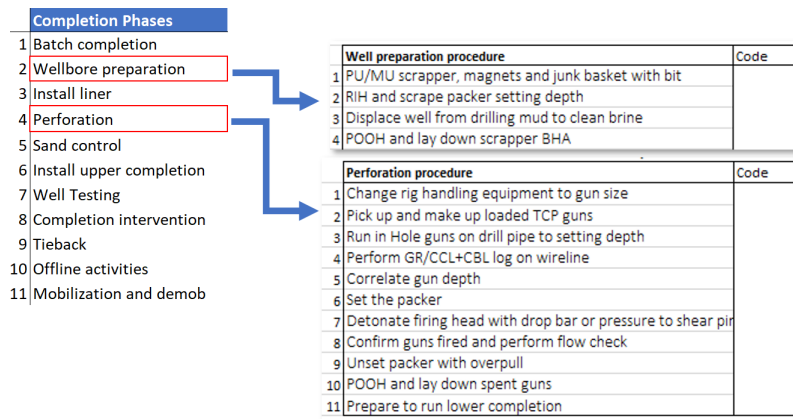 Completion Phases
1 Batch completion
2 Wellbore preparation
3 Install liner
4 Perforation
5 Sand control
6 Install upper completion
7 Well Testing
8 Completion intervention
9 Tieback
10 Offline activities
11 Mobilization and demob
Well preparation procedure Code
1 PU/MU scrapper, magnets and junk basket with bit
2 RIH and scrape packer setting depth
3 Displace well from drilling mud to clean brine
4 POOH and lay down scrapper BHA
Perforation procedure Code
1 Change rig handling equipment to gun size
2 Pick up and make up loaded TCP guns
3 Run in Hole guns on drill pipe to setting depth
4 Perform GR/CCL+CBL log on wireline
5 Correlate gun depth
6 Set the packer
7 Detonate firing head with drop bar or pressure to shear pin
8 Confirm guns fired and perform flow check
9 Unset packer with overpull
10 POOH and lay down spent guns
11 Prepare to run lower completion